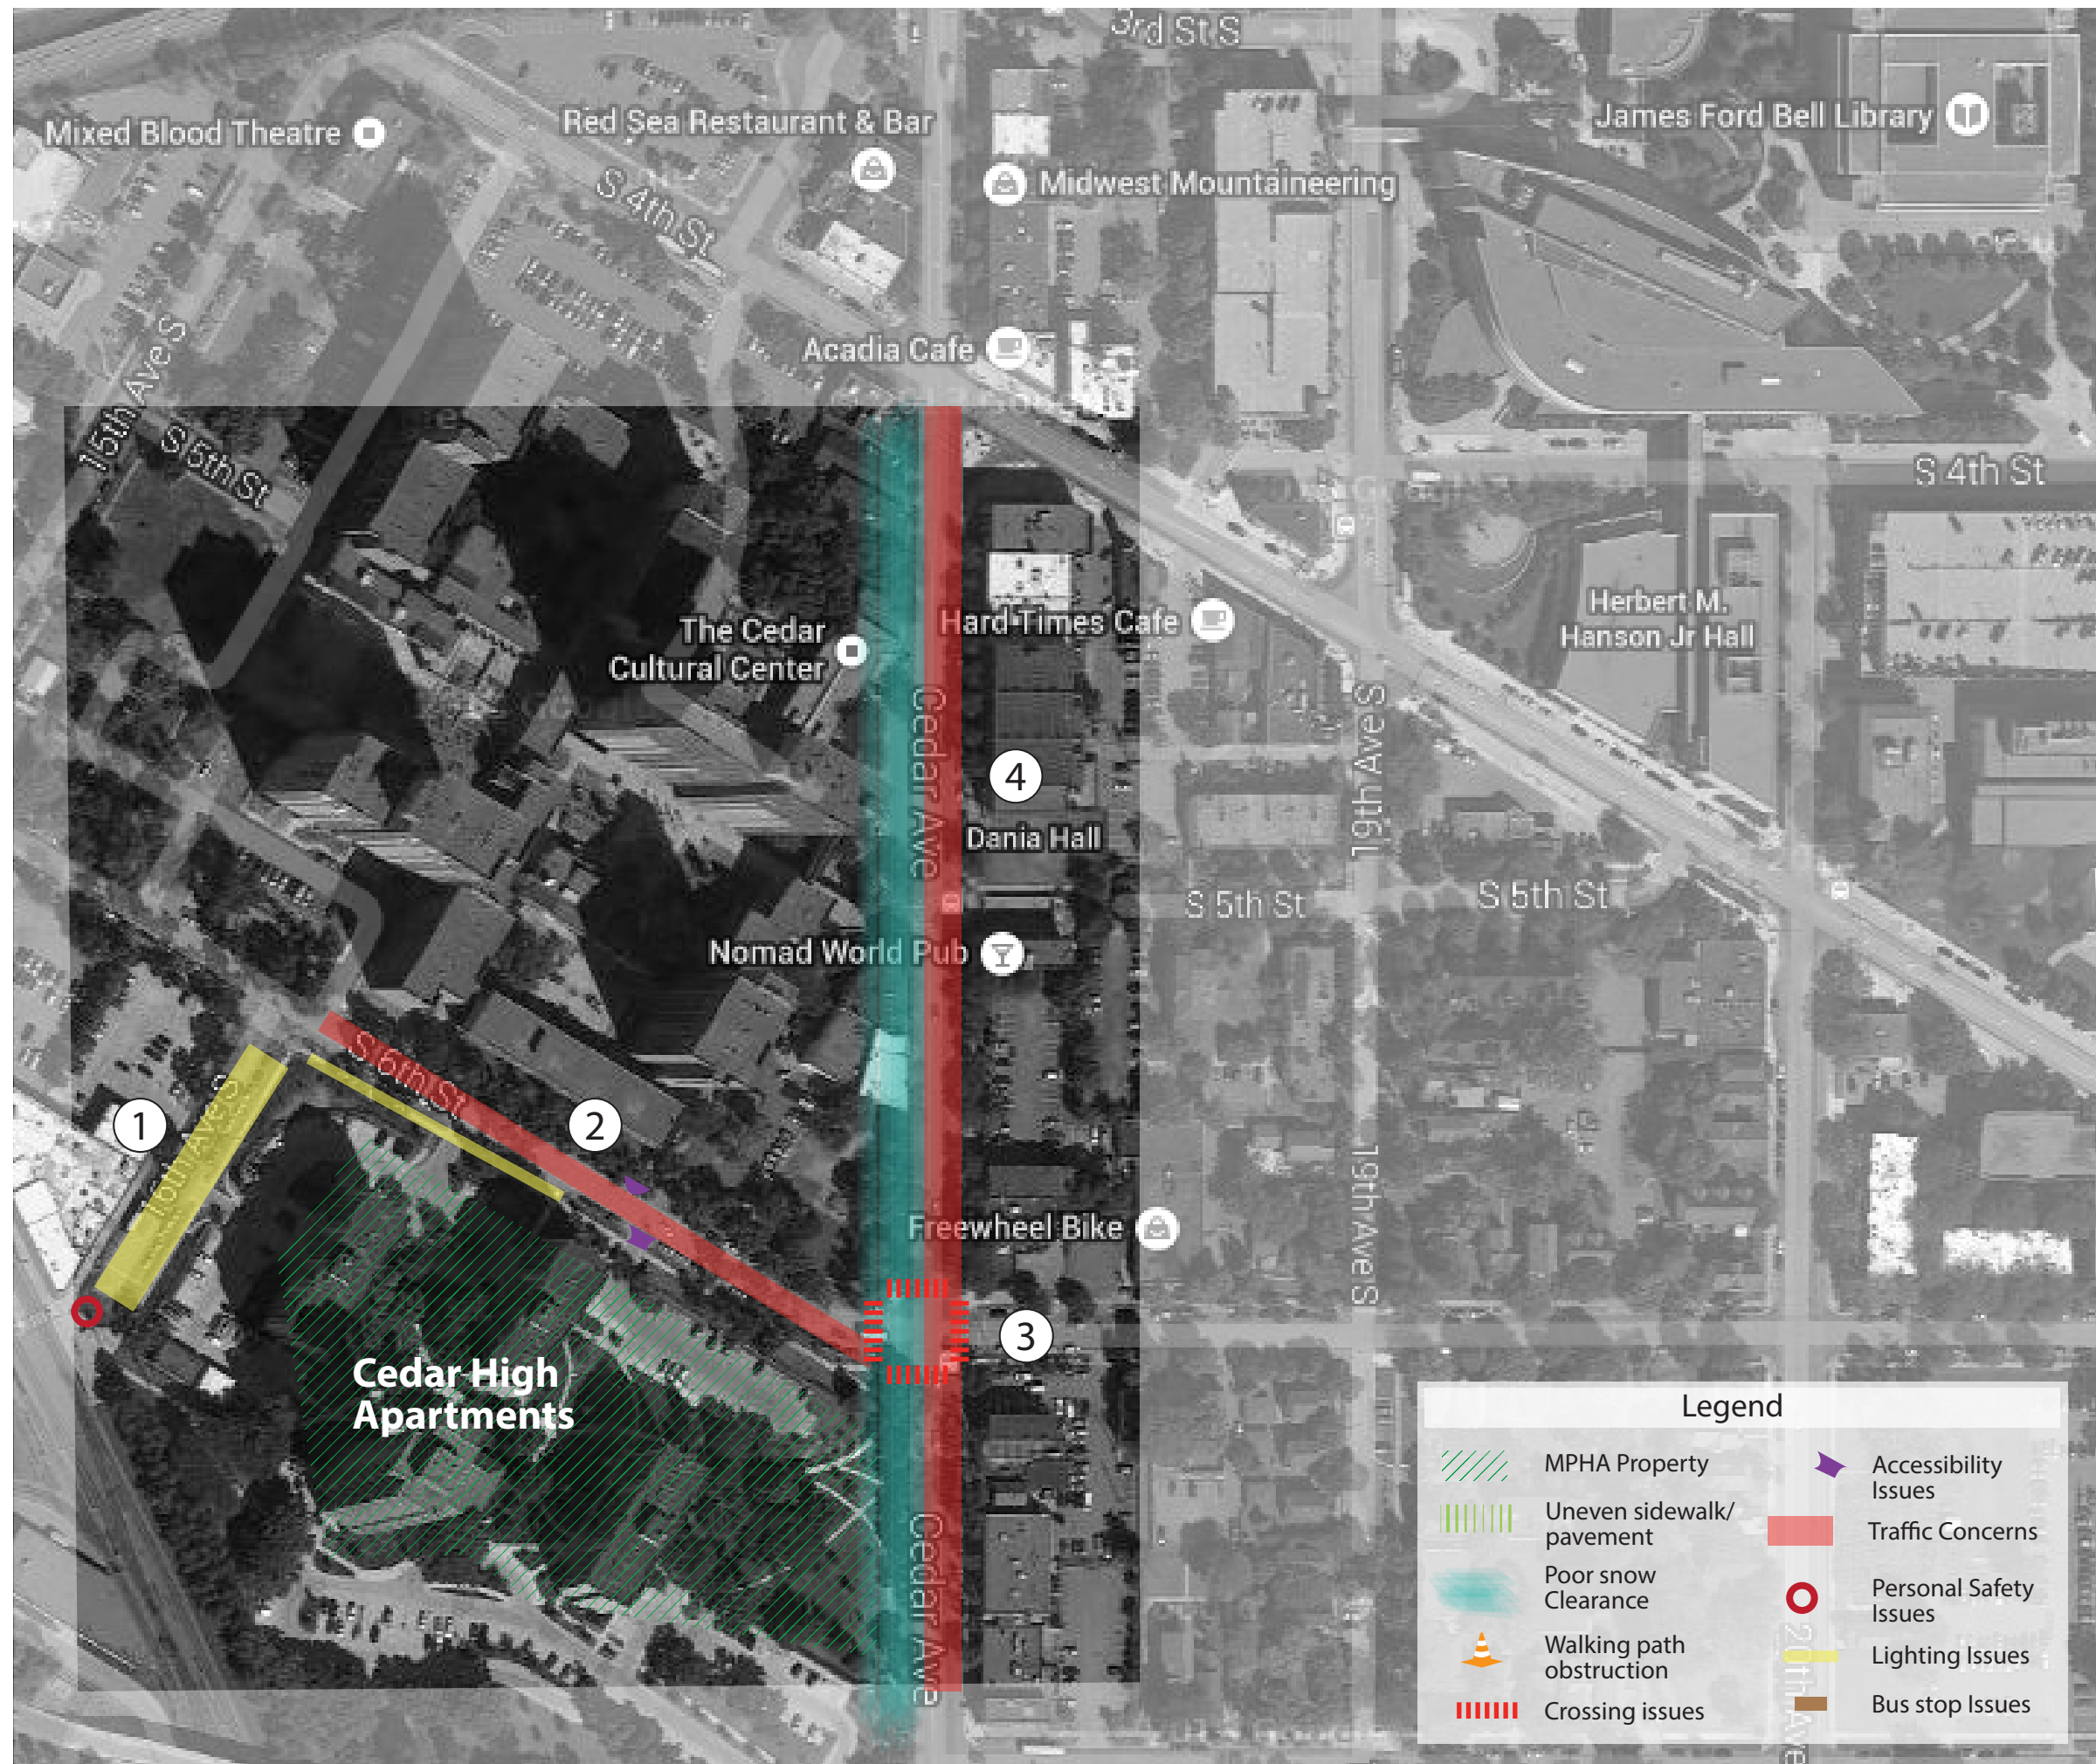 3rd St S
Mixed Blood Theatre
Red Sea Restaurant & Bar
James Ford Bell Library
Midwest Mountaineering
S 4th St
Acadia Cafe
15th Ave S
S 5th St
S 4th St
The Cedar
Cultural Center
Hard Times Cafe
Herbert M.
Hanson Jr Hall
Cedar Ave
19th Ave S
4
Dania Hall
S 5th St
S 5th St
Nomad World Pub
S 6th St
1
2
16th Ave S
19th Ave S
Freewheel Bike
3
Cedar High
Apartments
Cedar Ave
Legend
MPHA Property
Uneven sidewalk/
pavement
Poor snow
Clearance
Walking path
obstruction
Crossing issues
Accessibility
Issues
Traffic Concerns
Personal Safety
Issues
Lighting Issues
Bus stop Issues